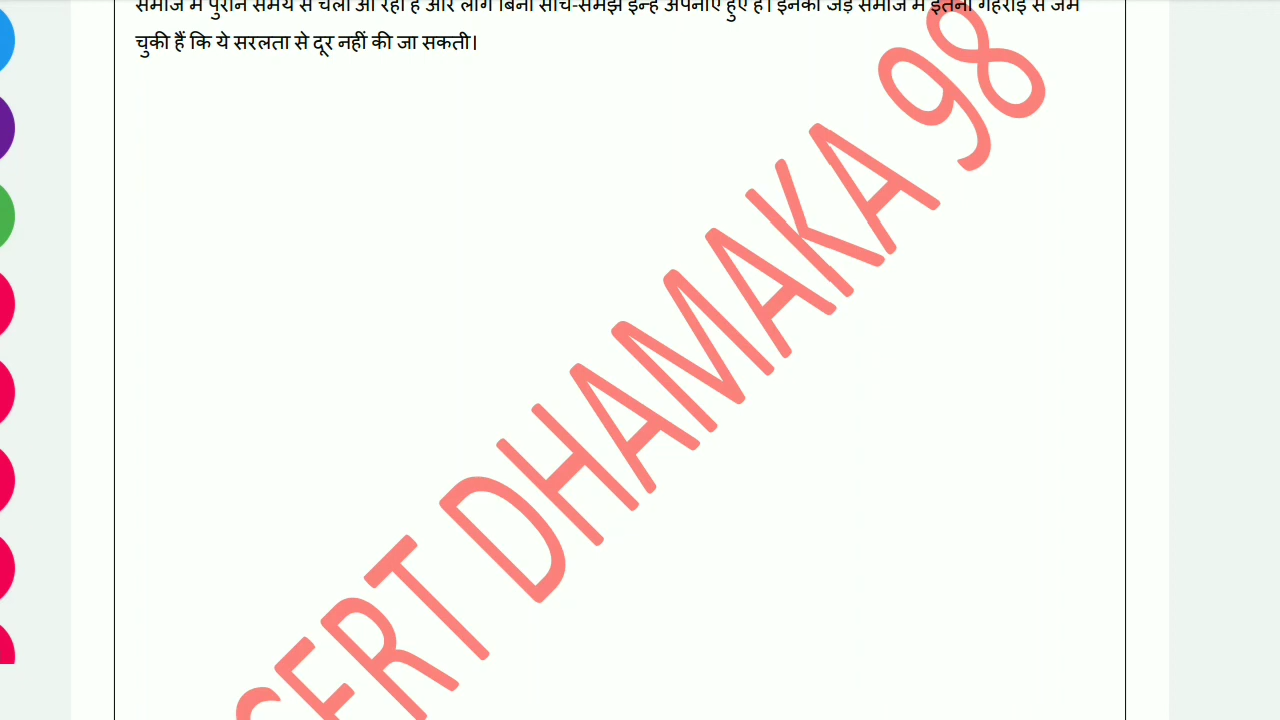 समाज में पुराने समय से चली आ रही हैं और लोग बिना सोचे-समझे इन्हें अपनाए हुए हैं। इनकी जड़ें समाज में इतनी गहराई से जम
चुकी हैं कि ये सरलता से दूर नहीं की जा सकती।
CERT DHAMAKA 98